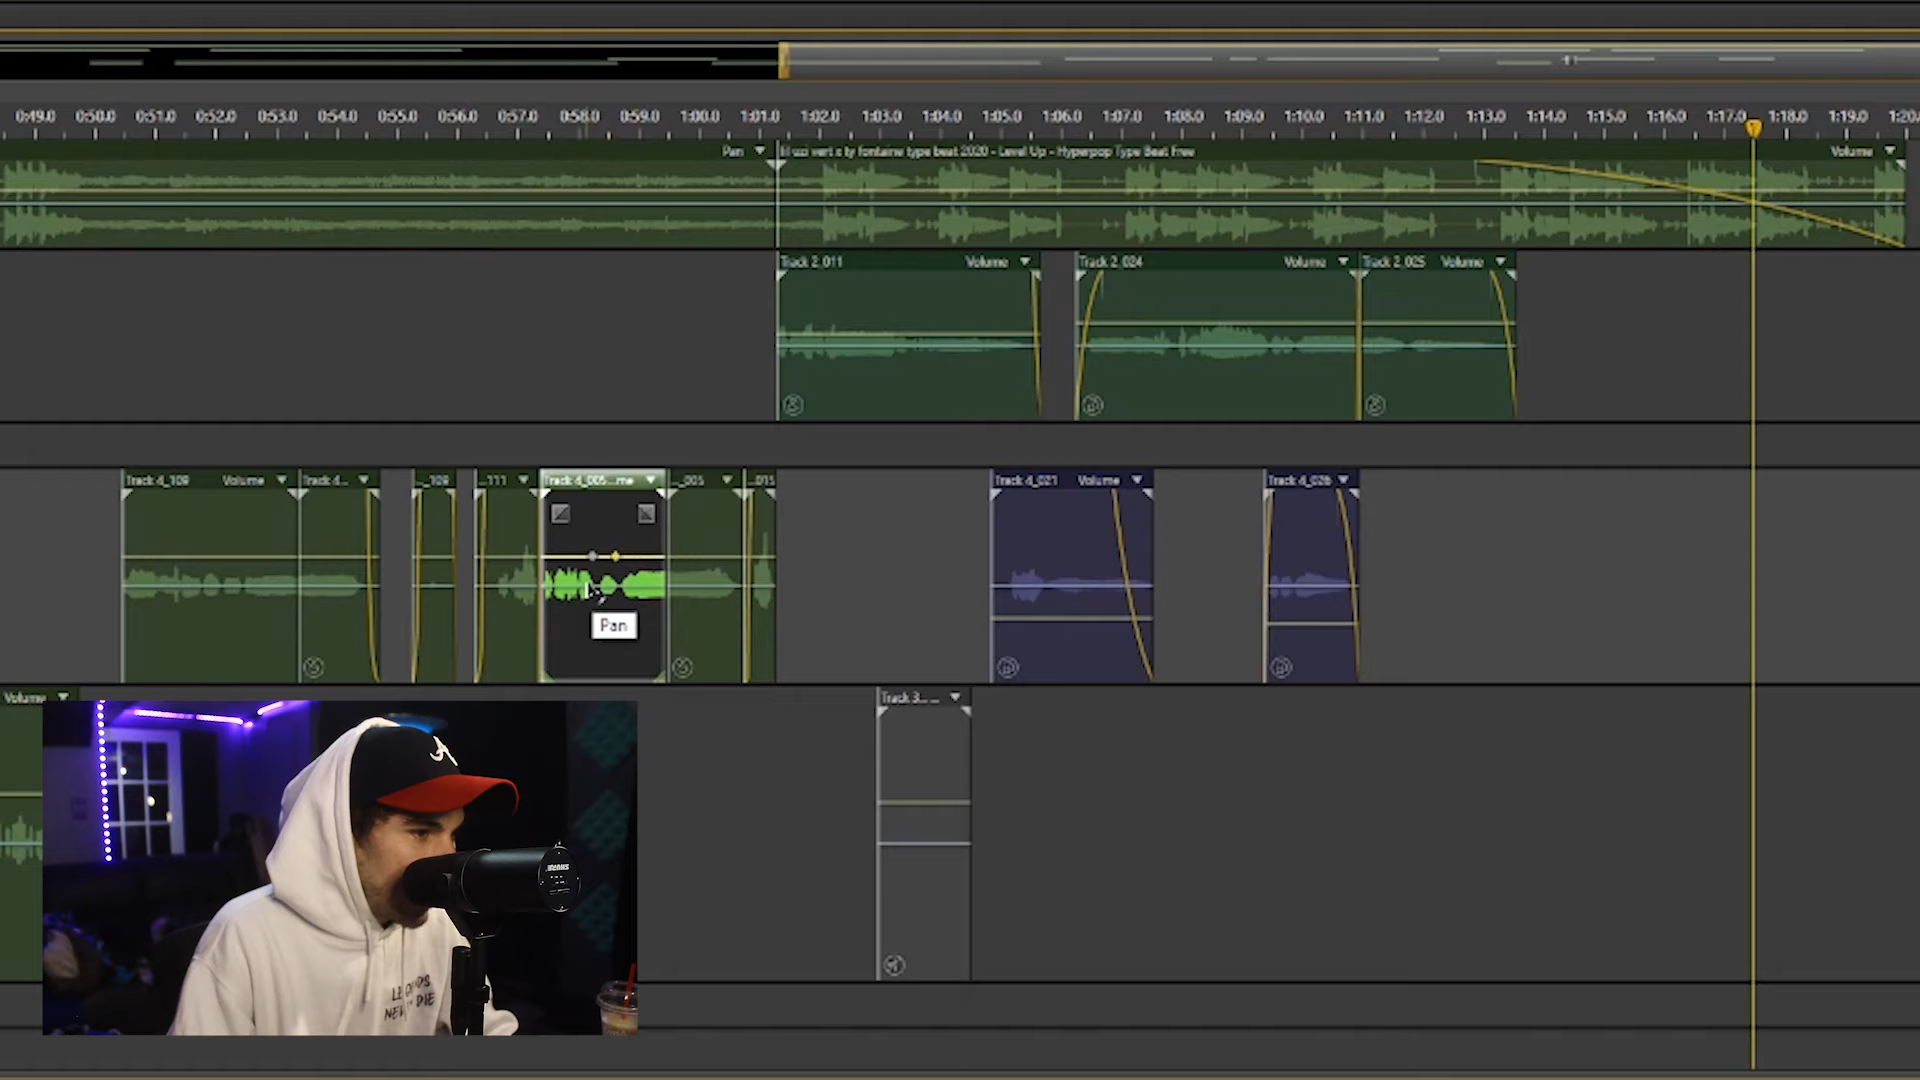 0:49.0 0:50.0 0:51.0 0:52.0 0:53.0 0:54.0 0:55.0 0:56.0 0:57.0 0:58.0 0:59.0 1:00.0 1:01.0 1:02.0 1:03.0 1:04.0 1:05.0 1:06.0 1:07.0 1:08.0 1:09.0 1:10.0 1:11.0 1:12.0 1:13.0 1:14.0 1:15.0 1:16.0 1:17.0 1:18.0 1:19.0 1:20.
Pan lil uzi vert x ty fontaine type beat 2020 - Level Up - Hyperpop Type Beat Free Volume
Track 2_011 Volume Track 2_024 Volume Track 2_025 Volume
Track 4_109 Volume Track 4... ..._109 ...111 Track 4_005...me ..._005 ...015 Track 4_021 Volume Track 4_026
Pan
Volume Track 3... ...
A
SHURE
NEW DIE